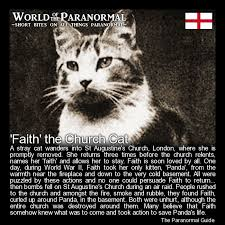 WORLD OF THE PARANORMAL
~SHORT BITES ON ALL THINGS PARANORMAL~
'Faith' the Church Cat
A stray cat wanders into St Augustine's Church, London, where she is
promptly removed. She returns three times before the church relents,
names her 'faith' and allows her to stay. Faith is soon loved by all. One
day, during World War II, Faith took her only kitten, 'Panda', from the
warmth near the fireplace and down to the very cold basement. All were
puzzled by these actions and no one could persuade Faith to return...
then bombs fell on St Augustine's Church during an air raid. People rushed
to the church and amongst the fire, smoke and rubble, they found Faith,
curled up around Panda, in the basement. Both were unhurt, although the
entire church was destroyed around them. Many believe that Faith
somehow knew what was to come and took action to save Panda's life.
The Paranormal Guide